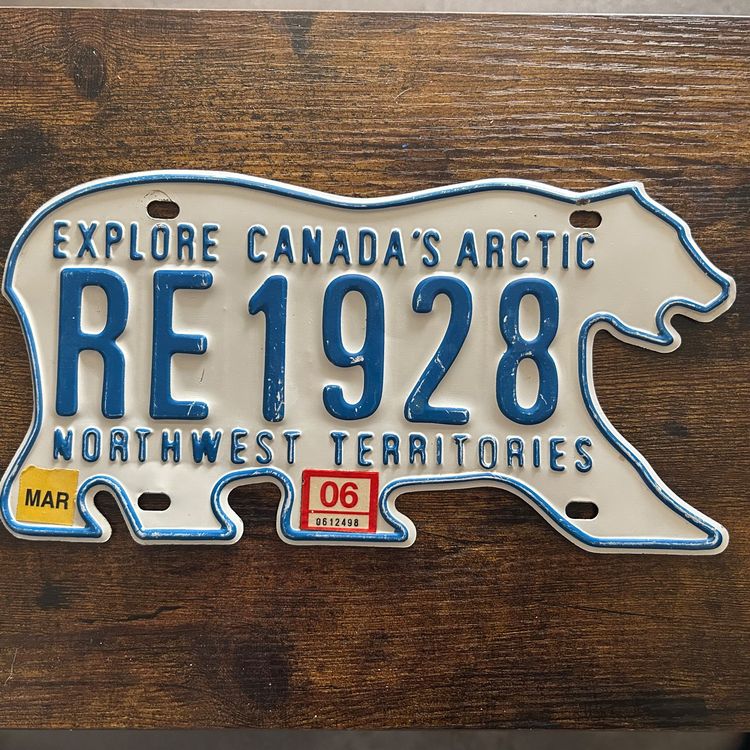 EXPLORE CANADA'S ARCTIC
RE 1928
NORTHWEST TERRITORIES
MAR
06
0612498